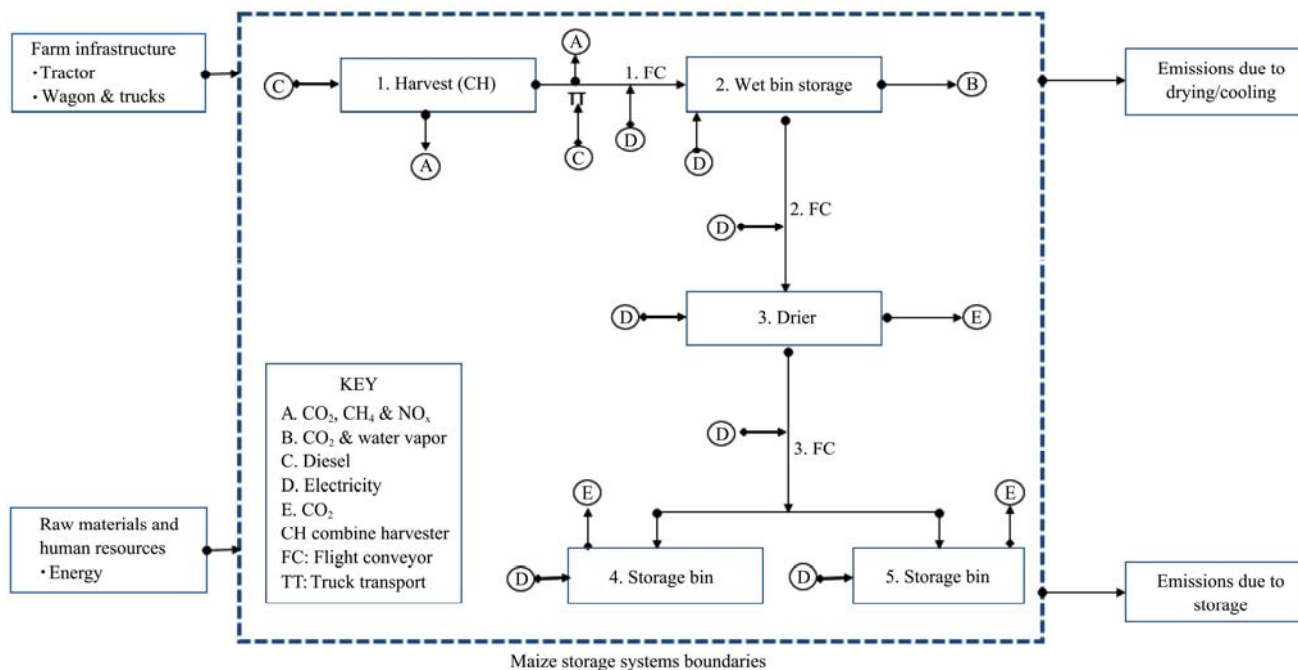 Farm infrastructure
• Tractor
• Wagon & trucks
Raw materials and
human resources
• Energy
C
1. Harvest (CH)
A
A
TT
C
1. FC
D
2. Wet bin storage
B
D
2. FC
D
D
3. Drier
E
D
3. FC
E
E
D
4. Storage bin
D
5. Storage bin
KEY
A. CO₂, CH₄ & NOₓ
B. CO₂ & water vapor
C. Diesel
D. Electricity
E. CO₂
CH combine harvester
FC: Flight conveyor
TT: Truck transport
Emissions due to
drying/cooling
Emissions due to
storage
Maize storage systems boundaries